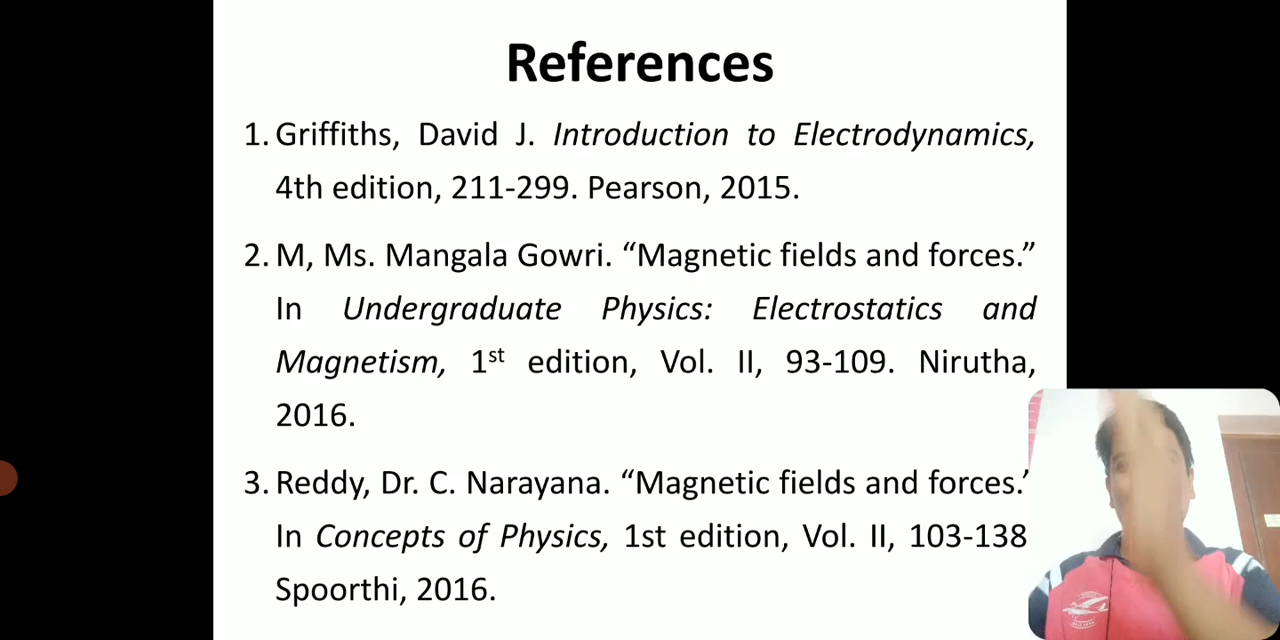 References
1. Griffiths, David J. Introduction to Electrodynamics,
4th edition, 211-299. Pearson, 2015.
2. M, Ms. Mangala Gowri. “Magnetic fields and forces.”
In Undergraduate Physics: Electrostatics and
Magnetism, 1st edition, Vol. II, 93-109. Nirutha,
2016.
3. Reddy, Dr. C. Narayana. “Magnetic fields and forces.’
In Concepts of Physics, 1st edition, Vol. II, 103-138
Spoorthi, 2016.